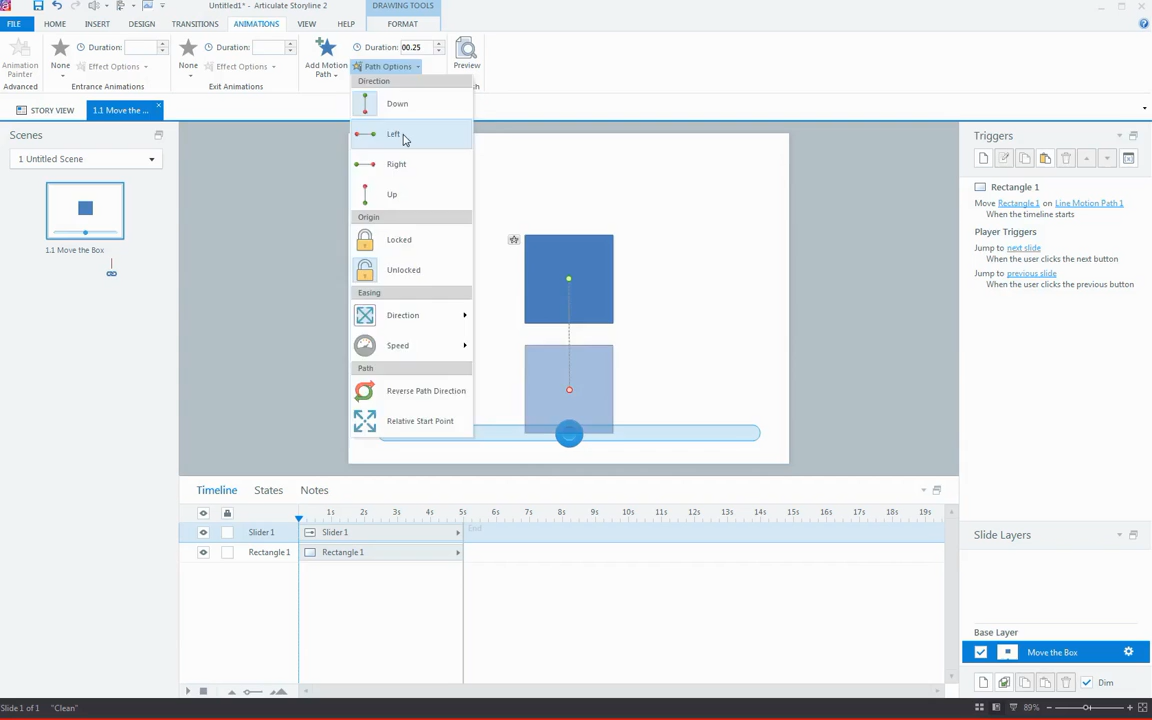 Untitled1* - Articulate Storyline 2
DRAWING TOOLS
FILE
HOME
INSERT
DESIGN
TRANSITIONS
ANIMATIONS
VIEW
HELP
FORMAT
Animation
Painter
Advanced
None
Duration:
Effect Options
Entrance Animations
None
Duration:
Effect Options
Exit Animations
Add Motion
Path
Duration:
00.25
Path Options
Preview
Direction
Down
Left
Right
Up
Origin
Locked
Unlocked
Easing
Direction
Speed
Path
Reverse Path Direction
Relative Start Point
STORY VIEW
1.1 Move the ...
Scenes
1 Untitled Scene
1.1 Move the Box
Triggers
Rectangle 1
Move Rectangle 1 on Line Motion Path 1
When the timeline starts
Player Triggers
Jump to next slide
When the user clicks the next button
Jump to previous slide
When the user clicks the previous button
Timeline
States
Notes
1s 2s 3s 4s 5s 6s 7s 8s 9s 10s 11s 12s 13s 14s 15s 16s 17s 18s 19s
Slider 1
Slider 1
End
Rectangle 1
Rectangle 1
Slide Layers
Base Layer
Move the Box
Dim
Slide 1 of 1
"Clean"
89%